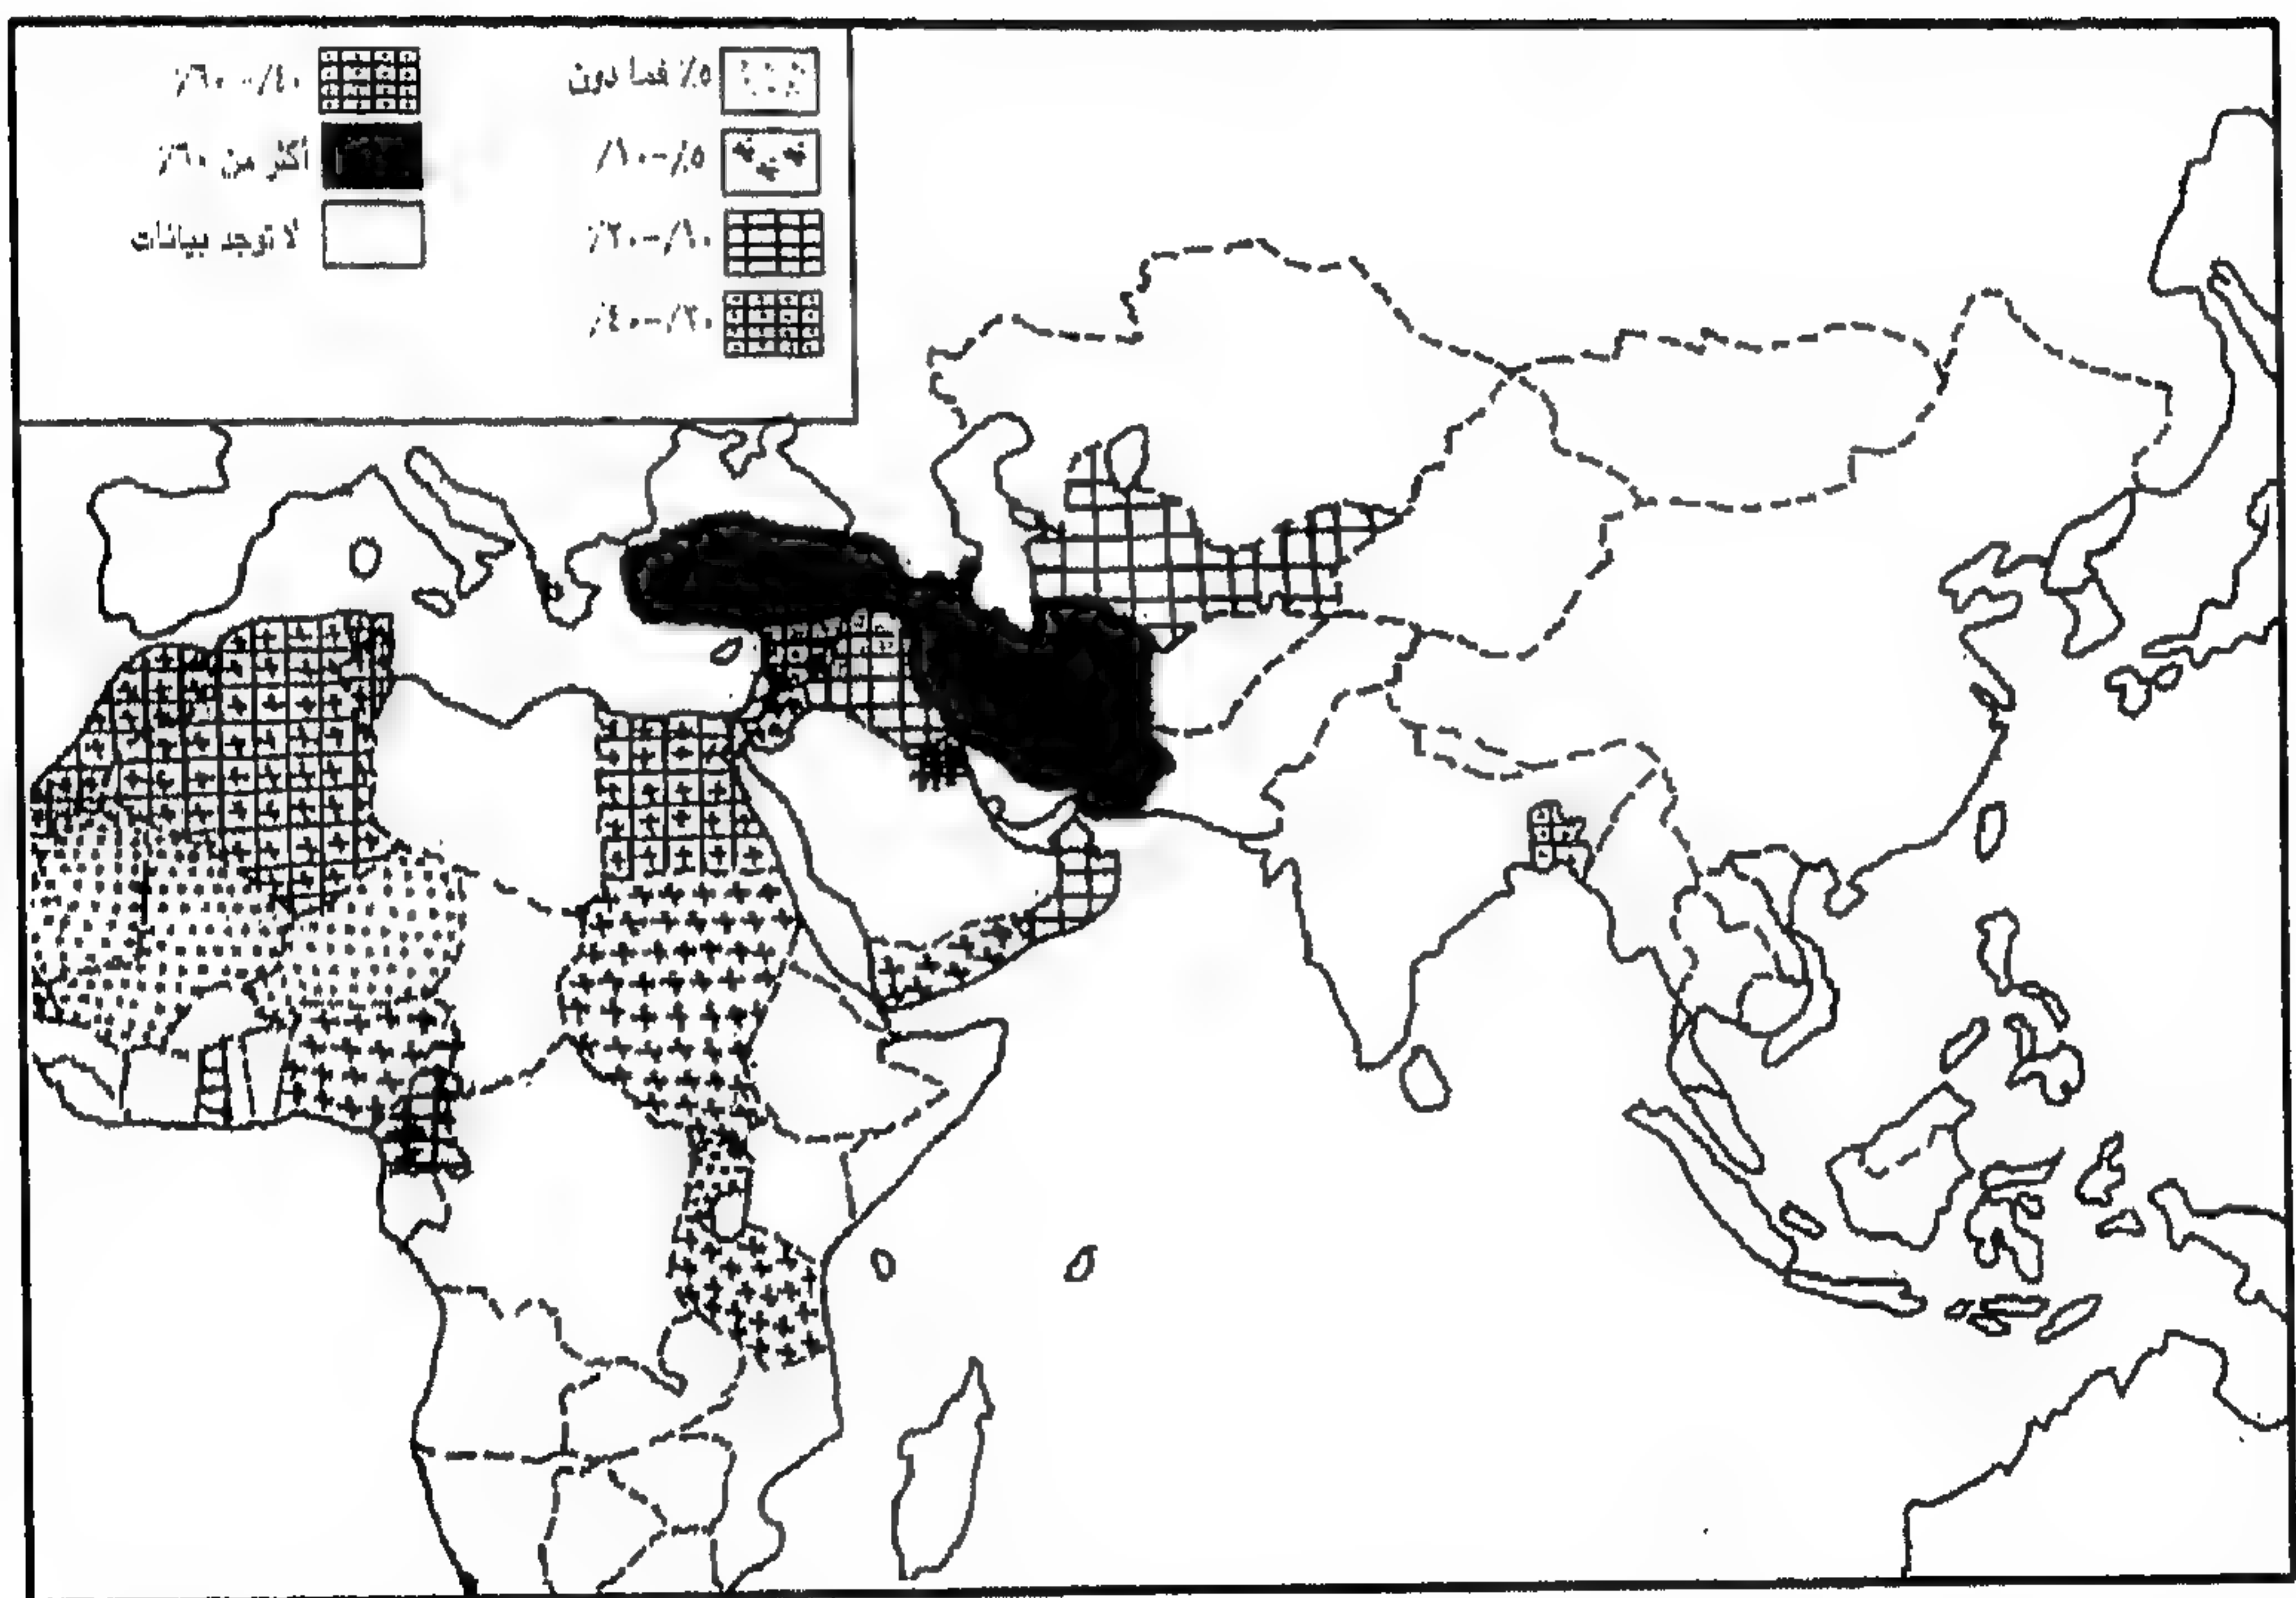 ٥٪ فما دون
٥٪-١٠٪
١٠٪-٢٠٪
٢٠٪-٤٠٪
٤٠٪-٦٠٪
أكثر من ٦٠٪
لا توجد بيانات